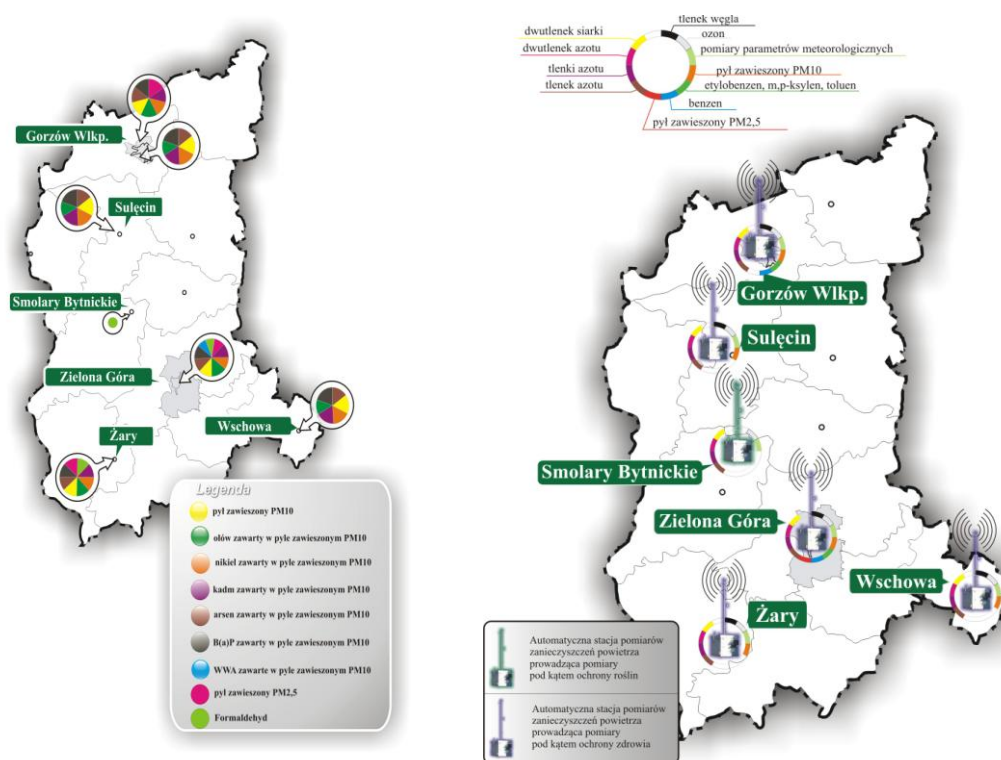 Gorzów Wlkp.
Sulęcin
Smolary Bytnickie
Zielona Góra
Wschowa
Żary
Legenda
pył zawieszony PM10
ołów zawarty w pyle zawieszonym PM10
nikiel zawarty w pyle zawieszonym PM10
kadm zawarty w pyle zawieszonym PM10
arsen zawarty w pyle zawieszonym PM10
B(a)P zawarty w pyle zawieszonym PM10
WWA zawarte w pyle zawieszonym PM10
pył zawieszony PM2,5
Formaldehyd
tlenek węgla
dwutlenek siarki
ozon
dwutlenek azotu
pomiary parametrów meteorologicznych
tlenki azotu
pył zawieszony PM10
tlenek azotu
etylobenzen, m,p-ksylen, toluen
benzen
pył zawieszony PM2,5
Gorzów Wlkp.
Sulęcin
Smolary Bytnickie
Zielona Góra
Wschowa
Żary
Automatyczna stacja pomiarów
zanieczyszczeń powietrza
prowadząca pomiary
pod kątem ochrony roślin
Automatyczna stacja pomiarów
zanieczyszczeń powietrza
prowadząca pomiary
pod kątem ochrony zdrowia